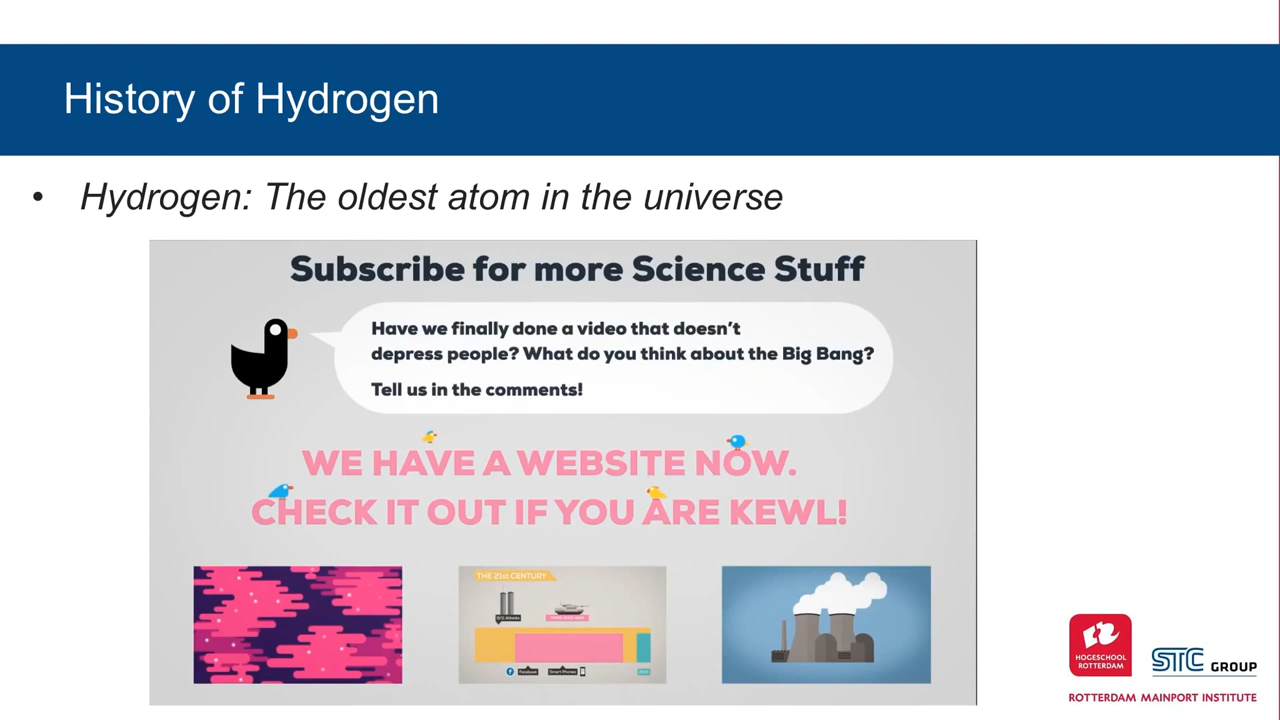 History of Hydrogen
• Hydrogen: The oldest atom in the universe
Subscribe for more Science Stuff
Have we finally done a video that doesn't
depress people? What do you think about the Big Bang?
Tell us in the comments!
WE HAVE A WEBSITE NOW.
CHECK IT OUT IF YOU ARE KEWL!
THE 21st CENTURY
Facebook
Smart Phones
HOGESCHOOL
ROTTERDAM
STC GROUP
ROTTERDAM MAINPORT INSTITUTE